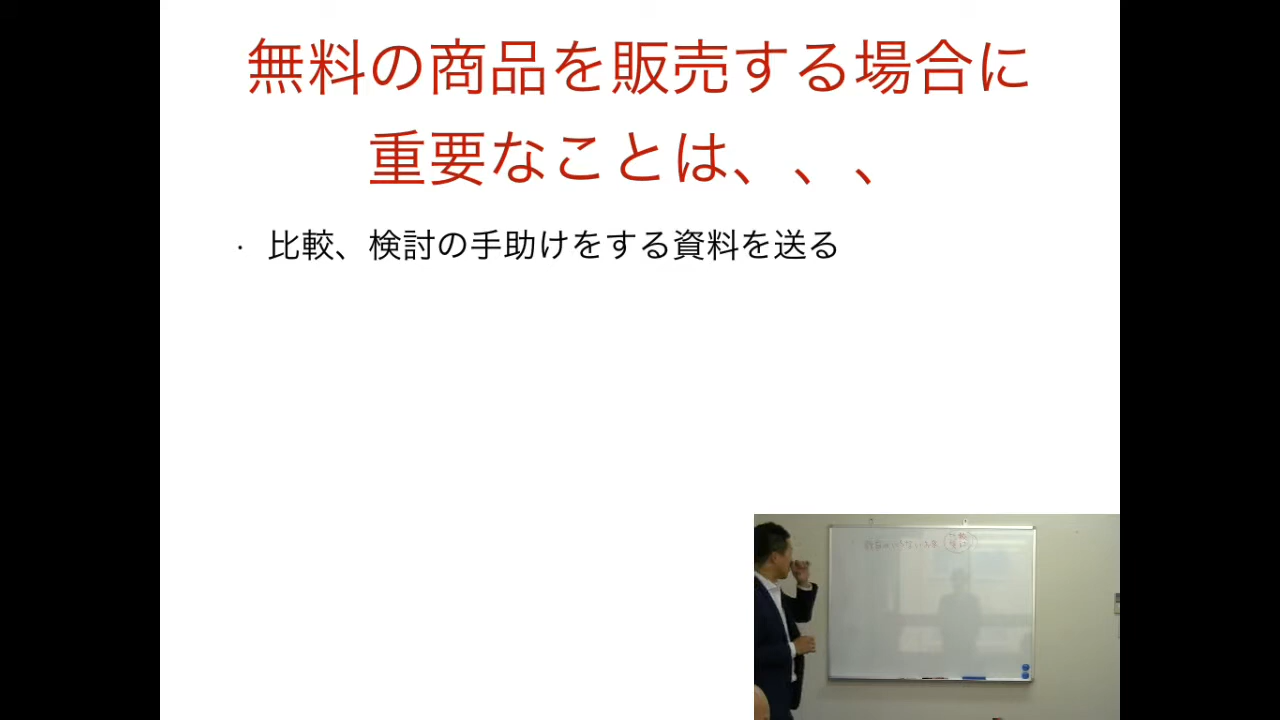 無料の商品を販売する場合に
重要なことは、、、
・ 比較、検討の手助けをする資料を送る